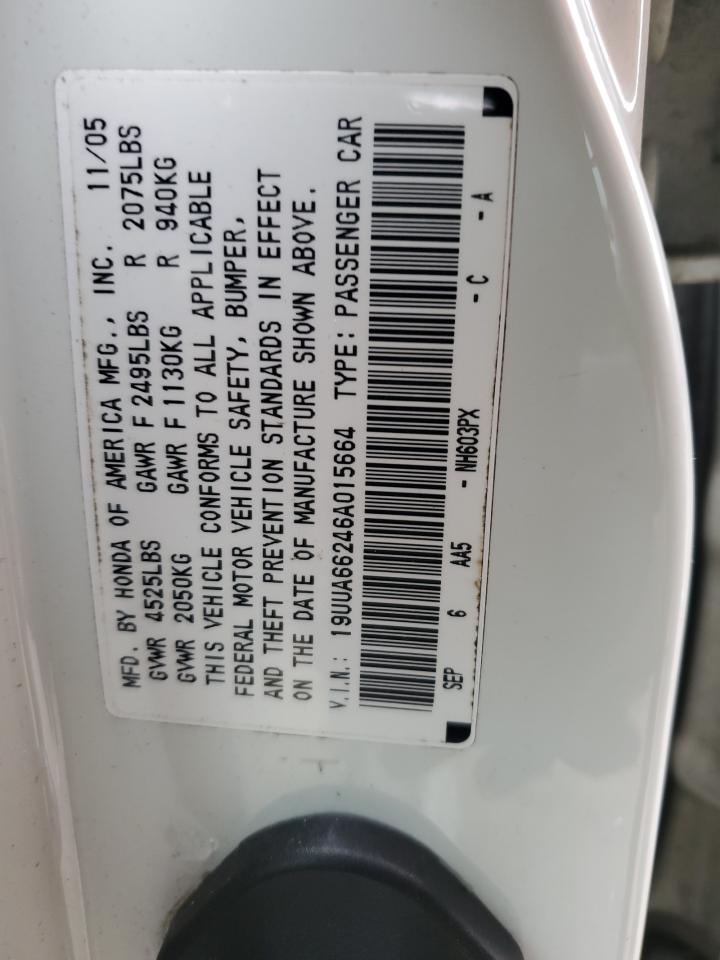 MFD. BY HONDA OF AMERICA MFG., INC. 11/05
GVWR 4525LBS GAWR F 2495LBS R 2075LBS
GVWR 2050KG GAWR F 1130KG R 940KG
THIS VEHICLE CONFORMS TO ALL APPLICABLE
FEDERAL MOTOR VEHICLE SAFETY, BUMPER,
AND THEFT PREVENTION STANDARDS IN EFFECT
ON THE DATE OF MANUFACTURE SHOWN ABOVE.
V.I.N.: 19UUA66246A015664 TYPE: PASSENGER CAR
SEP 6 AA5 - NH603PX - C - A